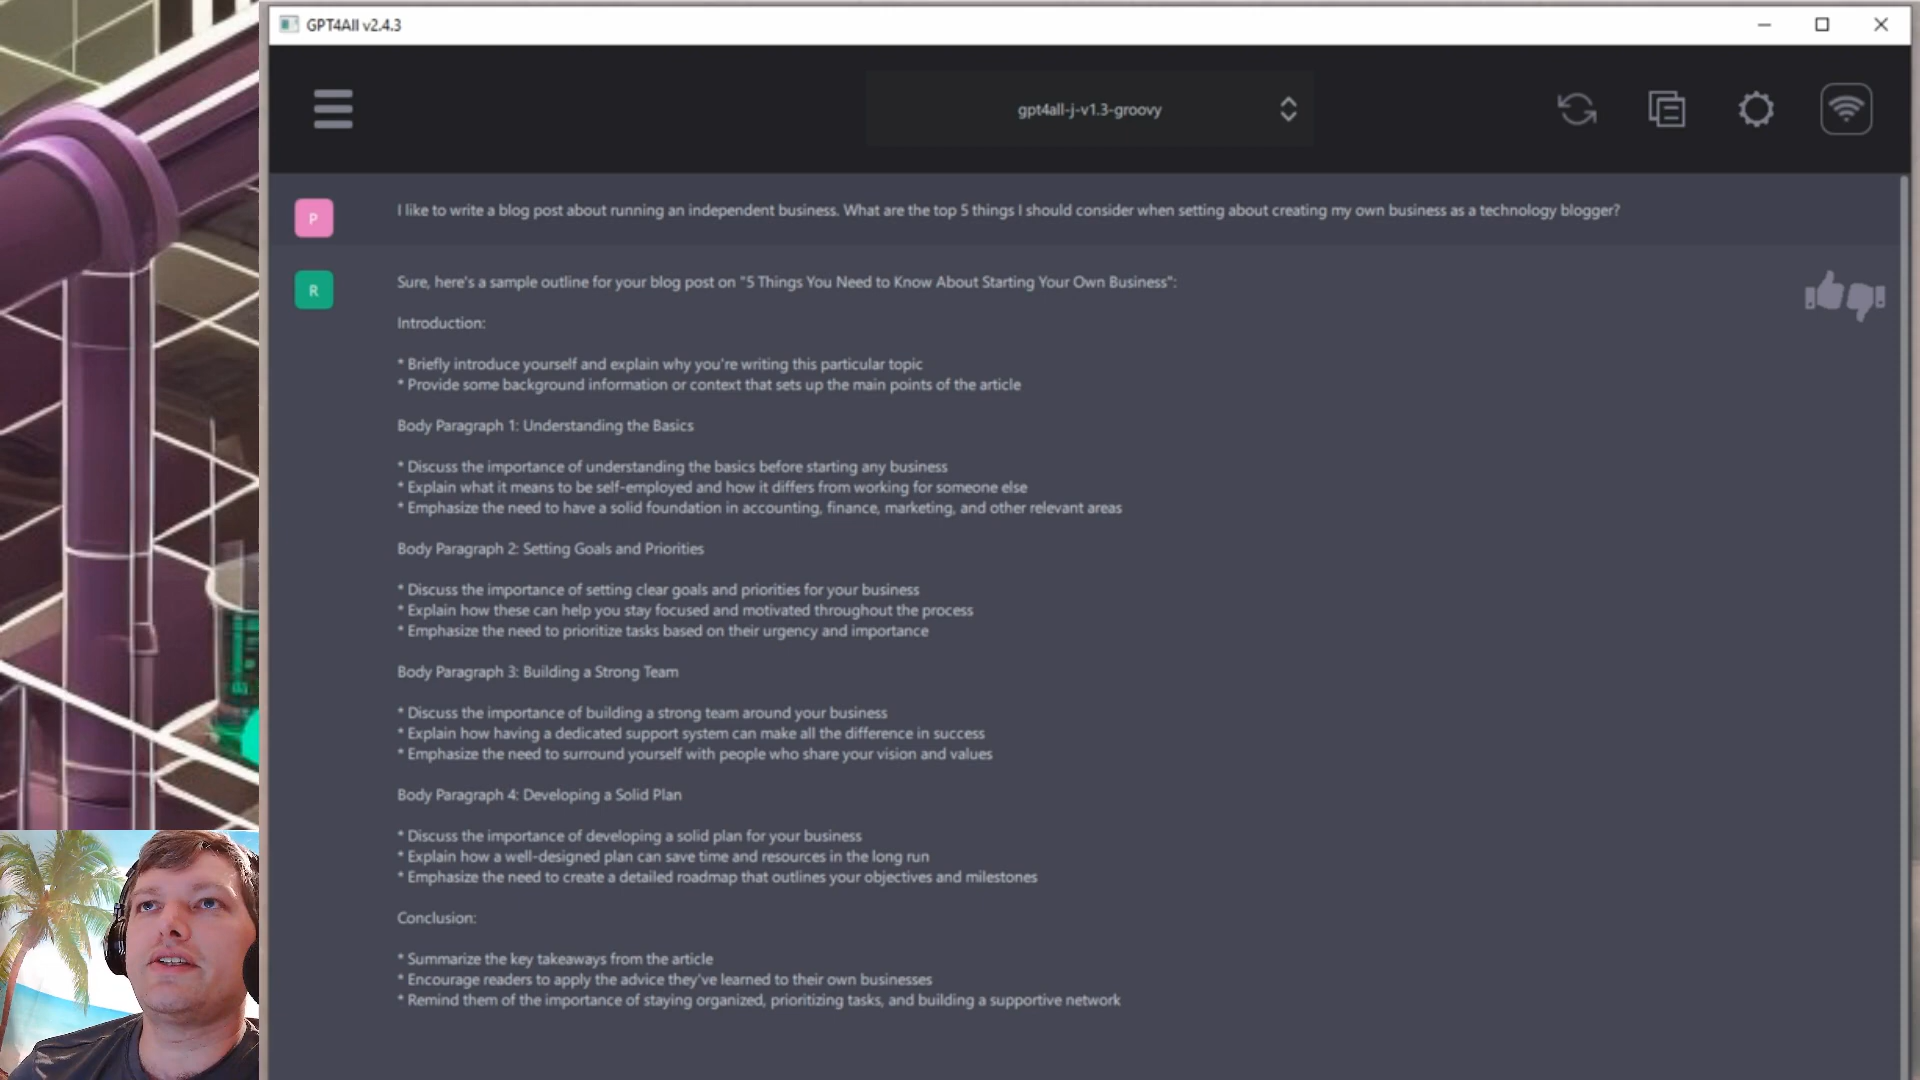 GPT4All v2.4.3
gpt4all-j-v1.3-groovy
P
I like to write a blog post about running an independent business. What are the top 5 things I should consider when setting about creating my own business as a technology blogger?
R
Sure, here's a sample outline for your blog post on "5 Things You Need to Know About Starting Your Own Business":
Introduction:
* Briefly introduce yourself and explain why you're writing this particular topic
* Provide some background information or context that sets up the main points of the article
Body Paragraph 1: Understanding the Basics
* Discuss the importance of understanding the basics before starting any business
* Explain what it means to be self-employed and how it differs from working for someone else
* Emphasize the need to have a solid foundation in accounting, finance, marketing, and other relevant areas
Body Paragraph 2: Setting Goals and Priorities
* Discuss the importance of setting clear goals and priorities for your business
* Explain how these can help you stay focused and motivated throughout the process
* Emphasize the need to prioritize tasks based on their urgency and importance
Body Paragraph 3: Building a Strong Team
* Discuss the importance of building a strong team around your business
* Explain how having a dedicated support system can make all the difference in success
* Emphasize the need to surround yourself with people who share your vision and values
Body Paragraph 4: Developing a Solid Plan
* Discuss the importance of developing a solid plan for your business
* Explain how a well-designed plan can save time and resources in the long run
* Emphasize the need to create a detailed roadmap that outlines your objectives and milestones
Conclusion:
* Summarize the key takeaways from the article
* Encourage readers to apply the advice they've learned to their own businesses
* Remind them of the importance of staying organized, prioritizing tasks, and building a supportive network